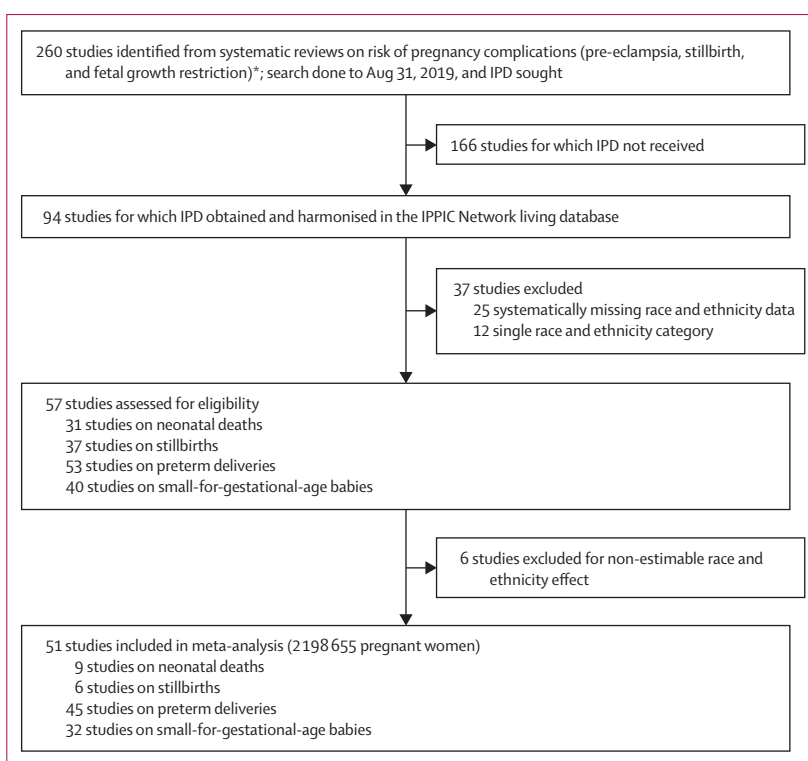 260 studies identified from systematic reviews on risk of pregnancy complications (pre-eclampsia, stillbirth,
and fetal growth restriction)*; search done to Aug 31, 2019, and IPD sought
166 studies for which IPD not received
94 studies for which IPD obtained and harmonised in the IPPIC Network living database
37 studies excluded
25 systematically missing race and ethnicity data
12 single race and ethnicity category
57 studies assessed for eligibility
31 studies on neonatal deaths
37 studies on stillbirths
53 studies on preterm deliveries
40 studies on small-for-gestational-age babies
6 studies excluded for non-estimable race and
ethnicity effect
51 studies included in meta-analysis (2 198 655 pregnant women)
9 studies on neonatal deaths
6 studies on stillbirths
45 studies on preterm deliveries
32 studies on small-for-gestational-age babies